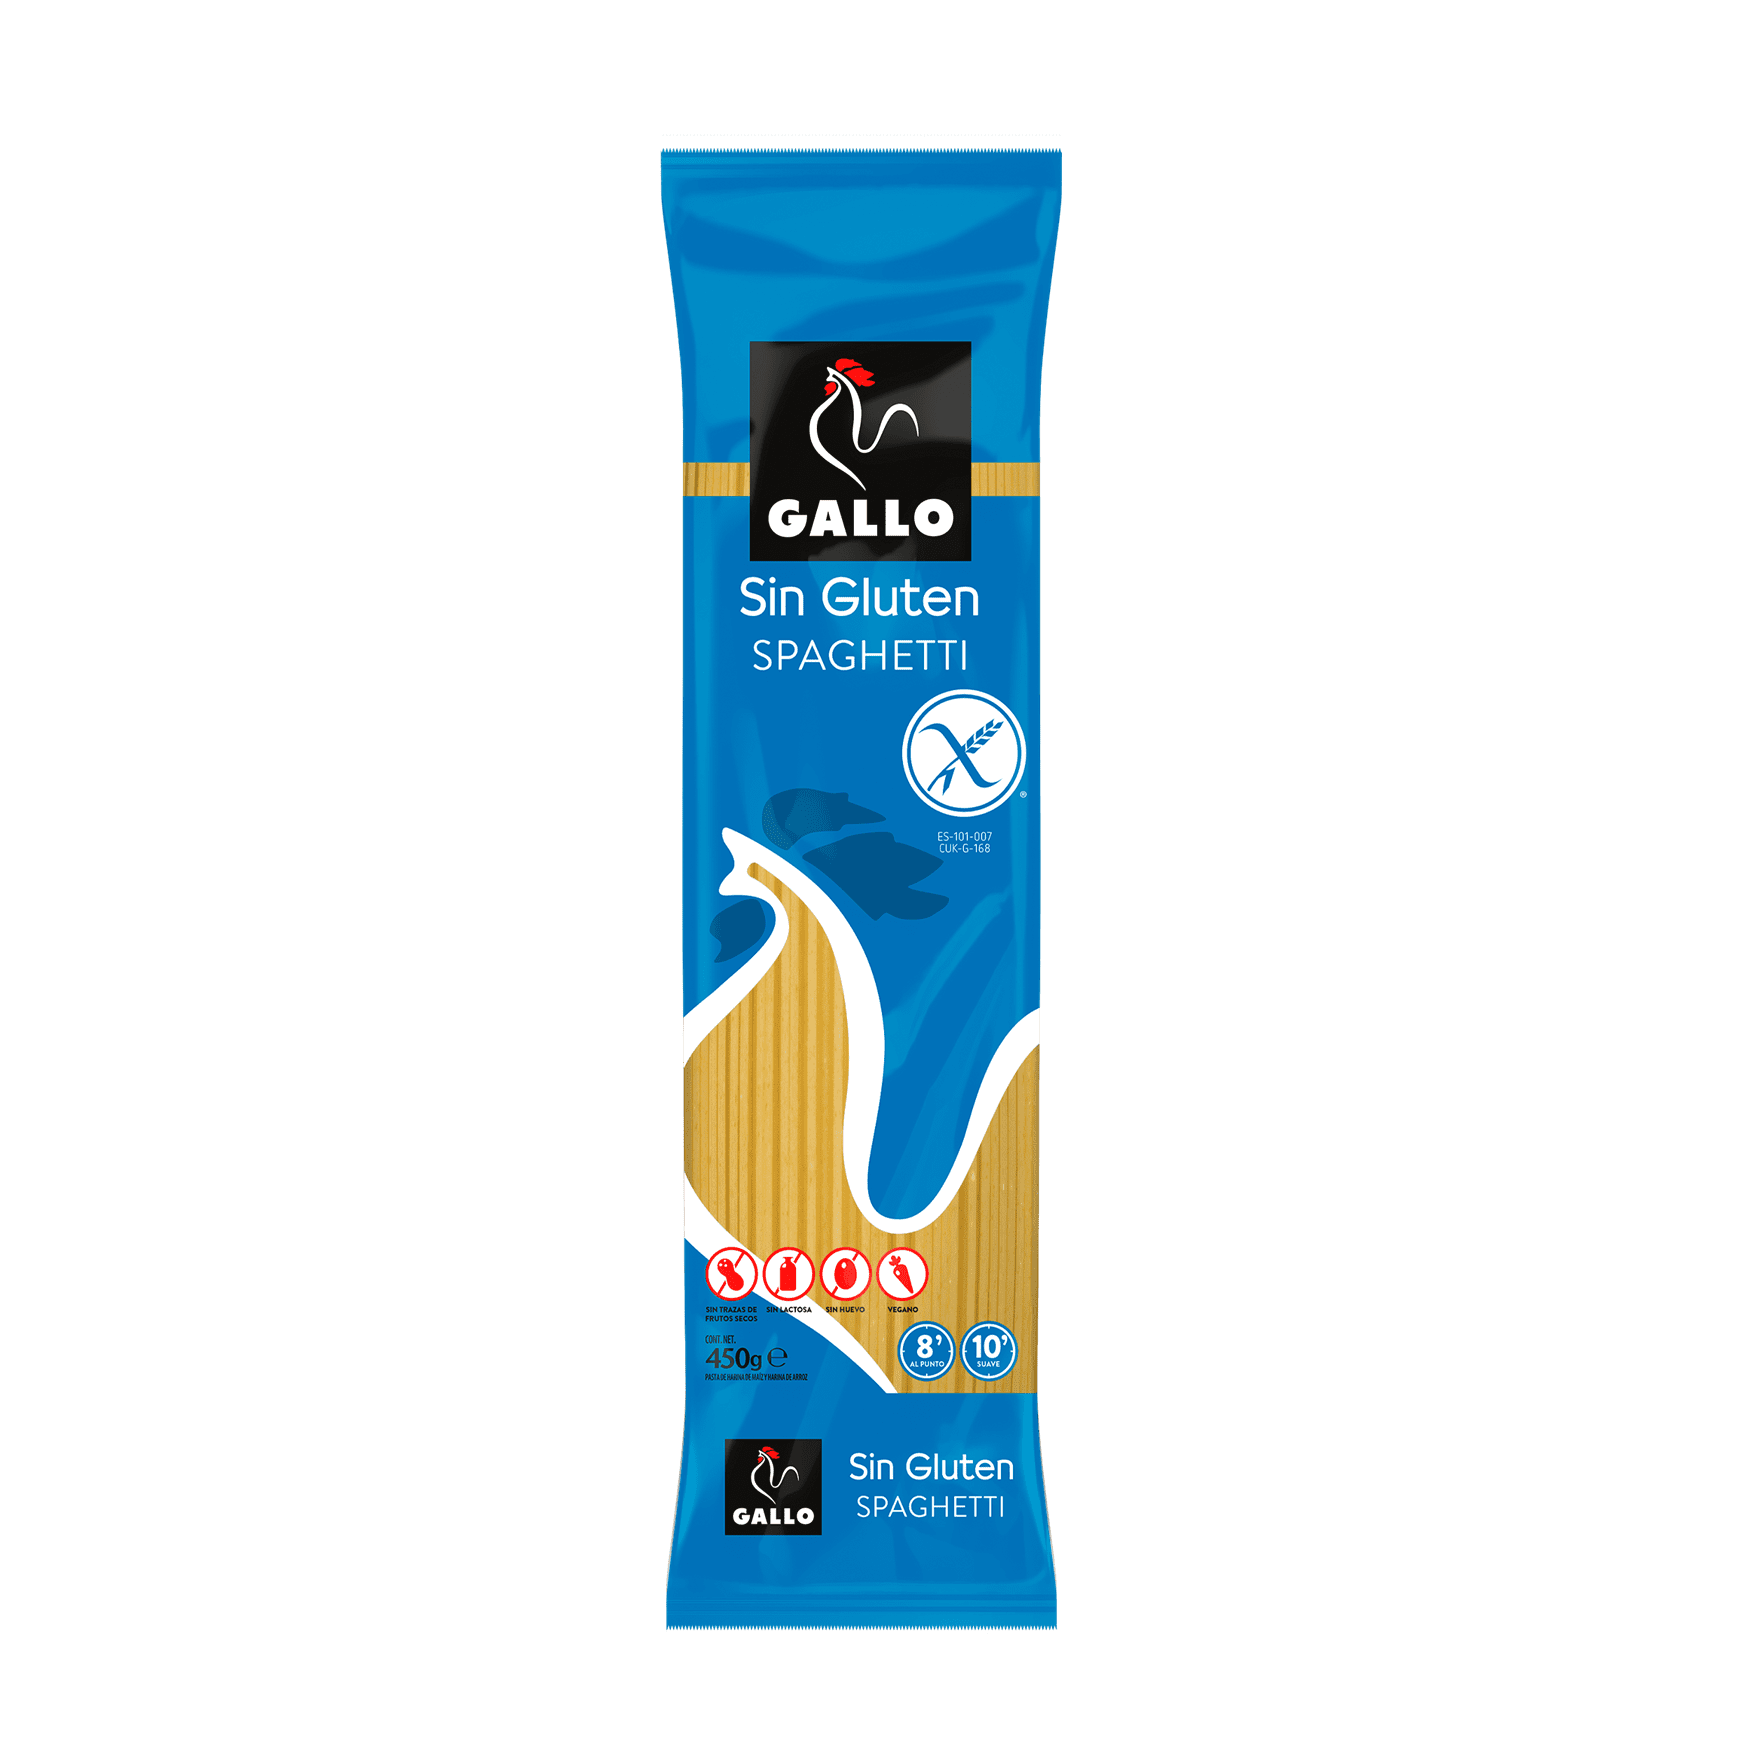 GALLO
Sin Gluten
SPAGHETTI
®
ES-101-007
CUK-G-168
SIN TRAZAS DE
FRUTOS SECOS
SIN LACTOSA
SIN HUEVO
VEGANO
CONT. NET.
450g ℮
PASTA DE HARINA DE MAÍZ Y HARINA DE ARROZ
8’
AL PUNTO
10’
SUAVE
GALLO
Sin Gluten
SPAGHETTI